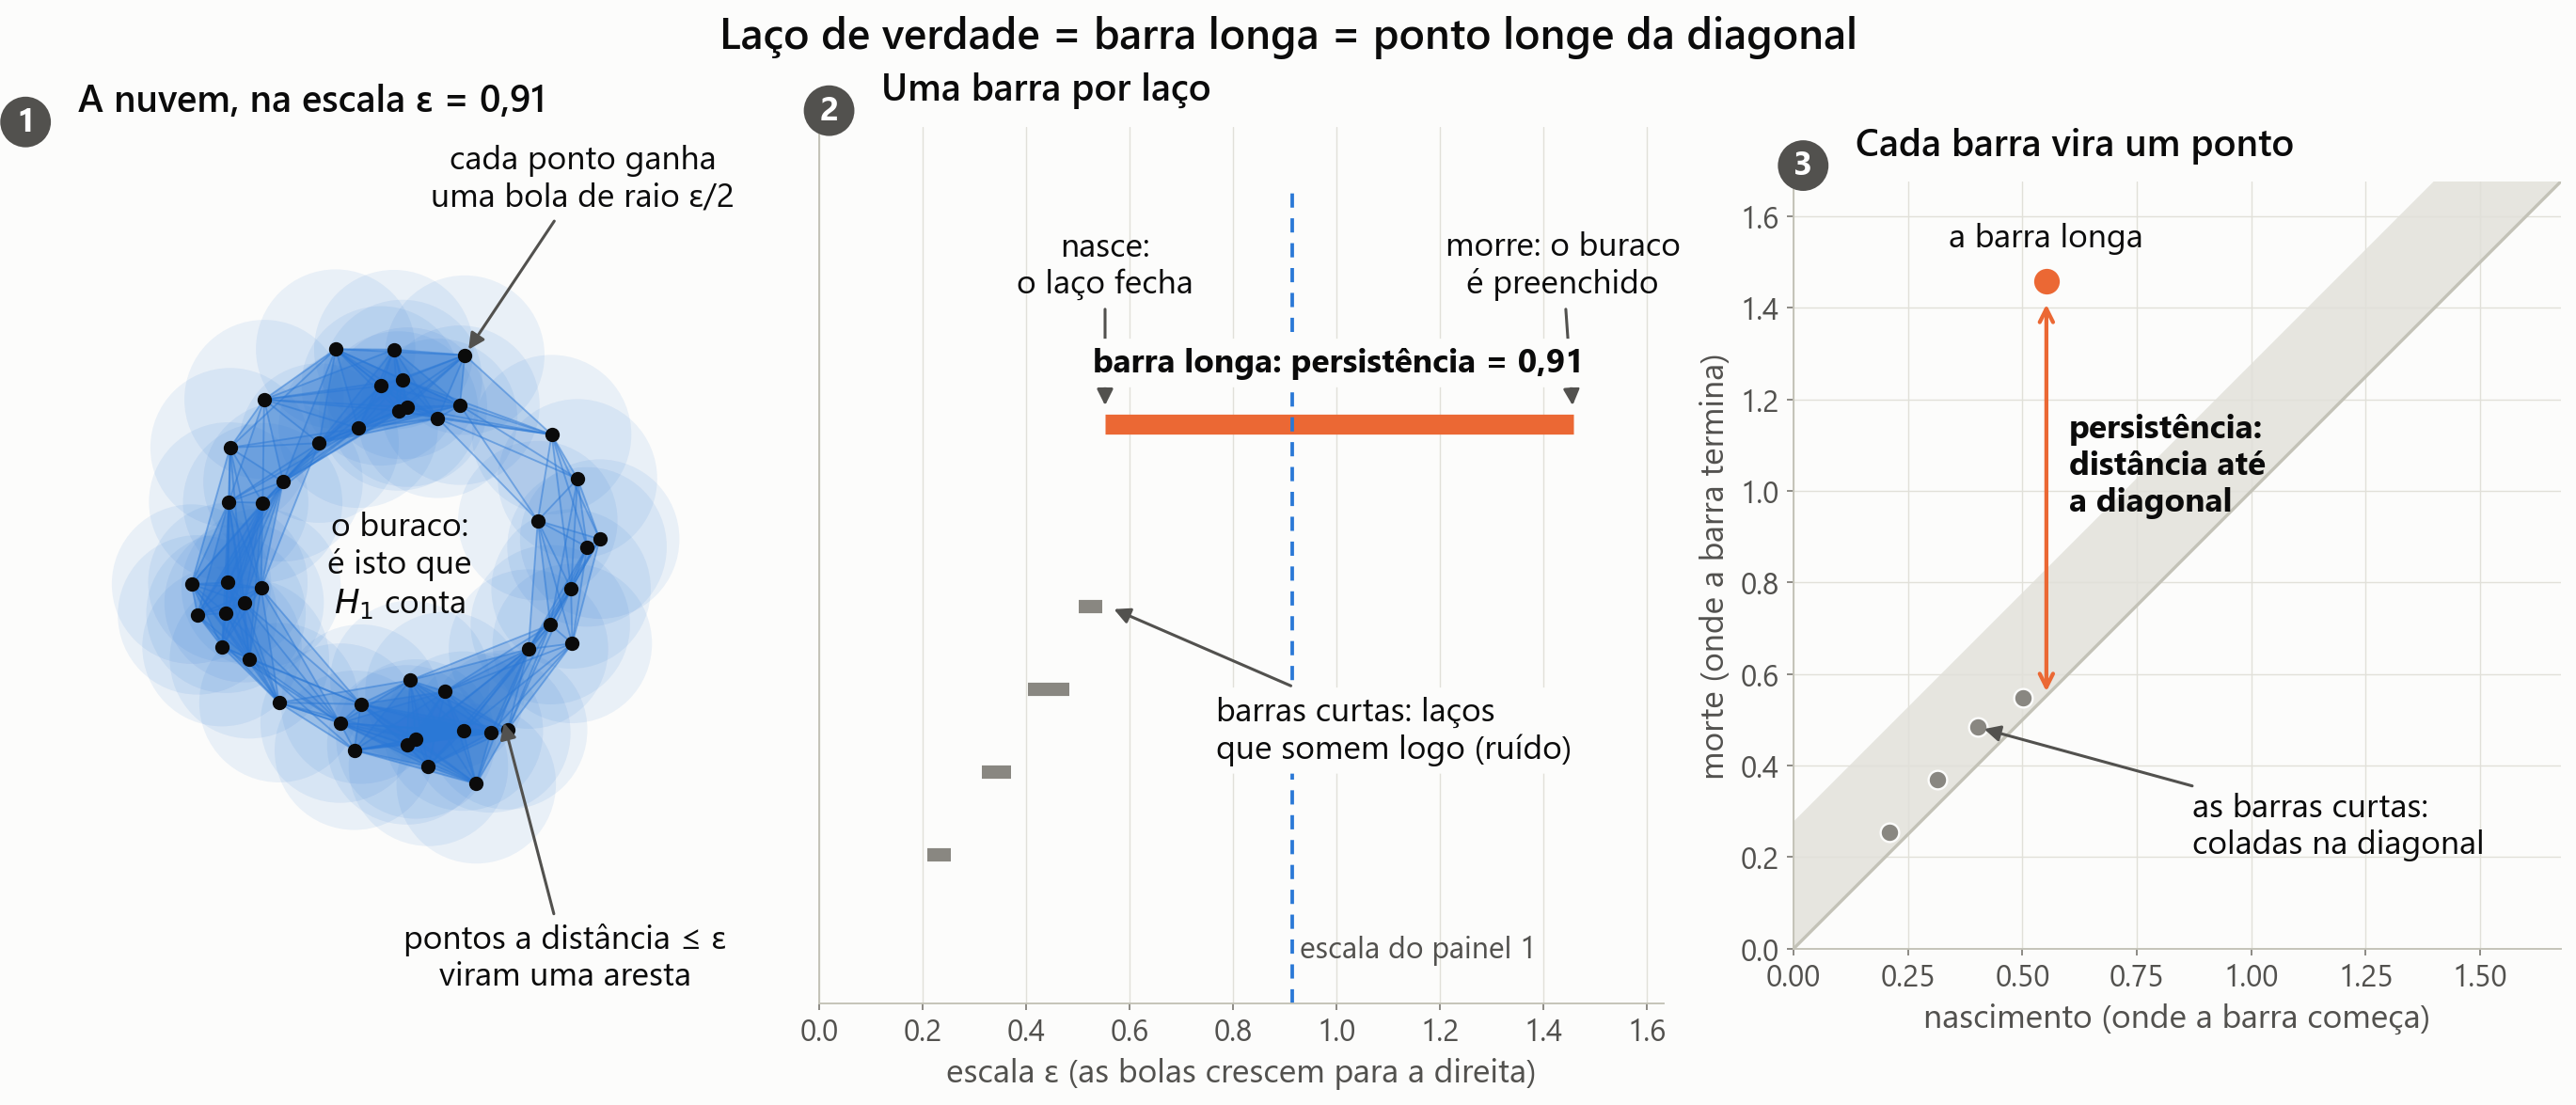 Laço de verdade = barra longa = ponto longe da diagonal
1
A nuvem, na escala ε = 0,91
cada ponto ganha
uma bola de raio ε/2
o buraco:
é isto que
H₁ conta
pontos a distância ≤ ε
viram uma aresta
2
Uma barra por laço
nasce:
o laço fecha
morre: o buraco
é preenchido
barra longa: persistência = 0,91
barras curtas: laços
que somem logo (ruído)
escala do painel 1
0.0 0.2 0.4 0.6 0.8 1.0 1.2 1.4 1.6
escala ε (as bolas crescem para a direita)
3
Cada barra vira um ponto
morte (onde a barra termina)
1.6
1.4
1.2
1.0
0.8
0.6
0.4
0.2
0.0
a barra longa
persistência:
distância até
a diagonal
as barras curtas:
coladas na diagonal
0.00 0.25 0.50 0.75 1.00 1.25 1.50
nascimento (onde a barra começa)